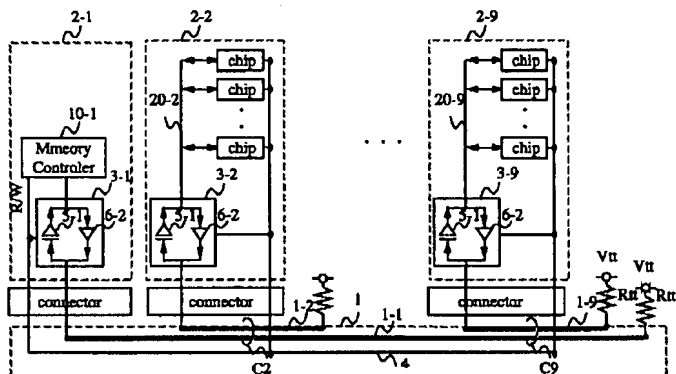 2-1 2-2 2-9
chip chip
chip chip
20-2 20-9
10-1
chip chip
Mmeory
Controler
R/W
3-1 3-2 3-9
5-1 6-2 5-1 6-2 5-1 6-2
Vtt
Vtt
connector connector connector
Rtt Rtt
1-2 1 1-1 1-9
4
C2 C9